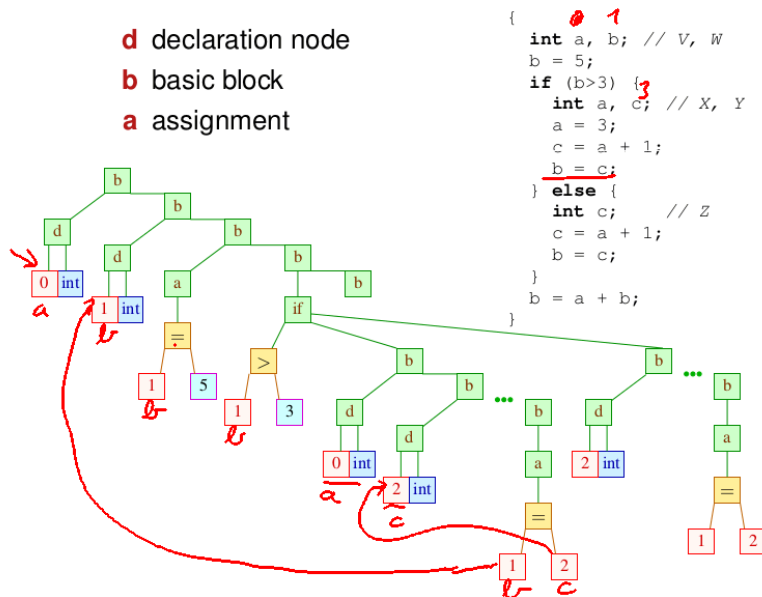 d declaration node
b basic block
a assignment
{
0 1
int a, b; // V, W
b = 5;
if (b>3) {
3
int a, c; // X, Y
a = 3;
c = a + 1;
b = c;
} else {
int c; // Z
c = a + 1;
b = c;
}
b = a + b;
}
b
b
d b
d a b b
0 int 1 int = > if
a b
1 5 1 3
b b
b b b
d ... b d ... b
d a a
0 int 2 int 2 int
a c
= =
1 2 1 2
b c